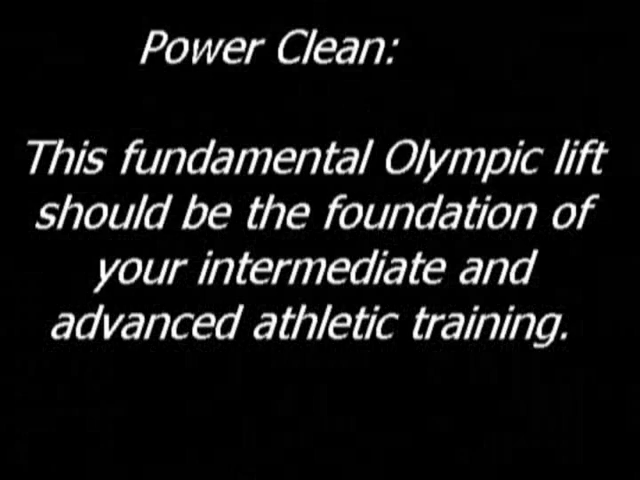 Power Clean:
This fundamental Olympic lift
should be the foundation of
your intermediate and
advanced athletic training.